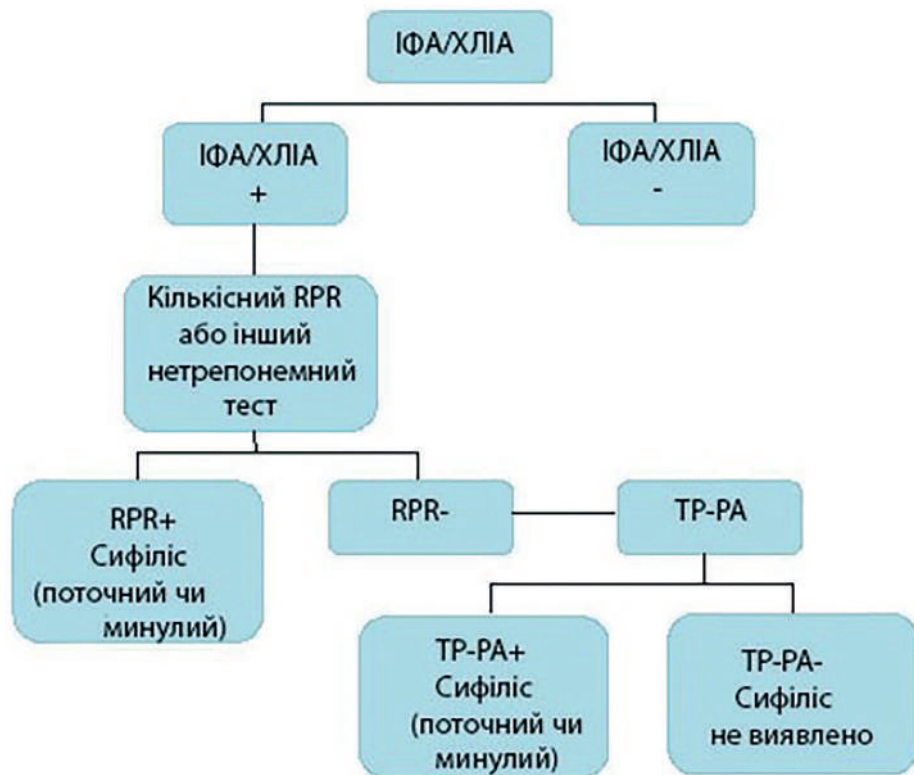 ІФА/ХЛІА
ІФА/ХЛІА
+
ІФА/ХЛІА
-
Кількісний RPR
або інший
нетрепонемний
тест
RPR+
Сифіліс
(поточний чи
минулий)
RPR-
TP-PA
TP-PA+
Сифіліс
(поточний чи
минулий)
TP-PA-
Сифіліс
не виявлено